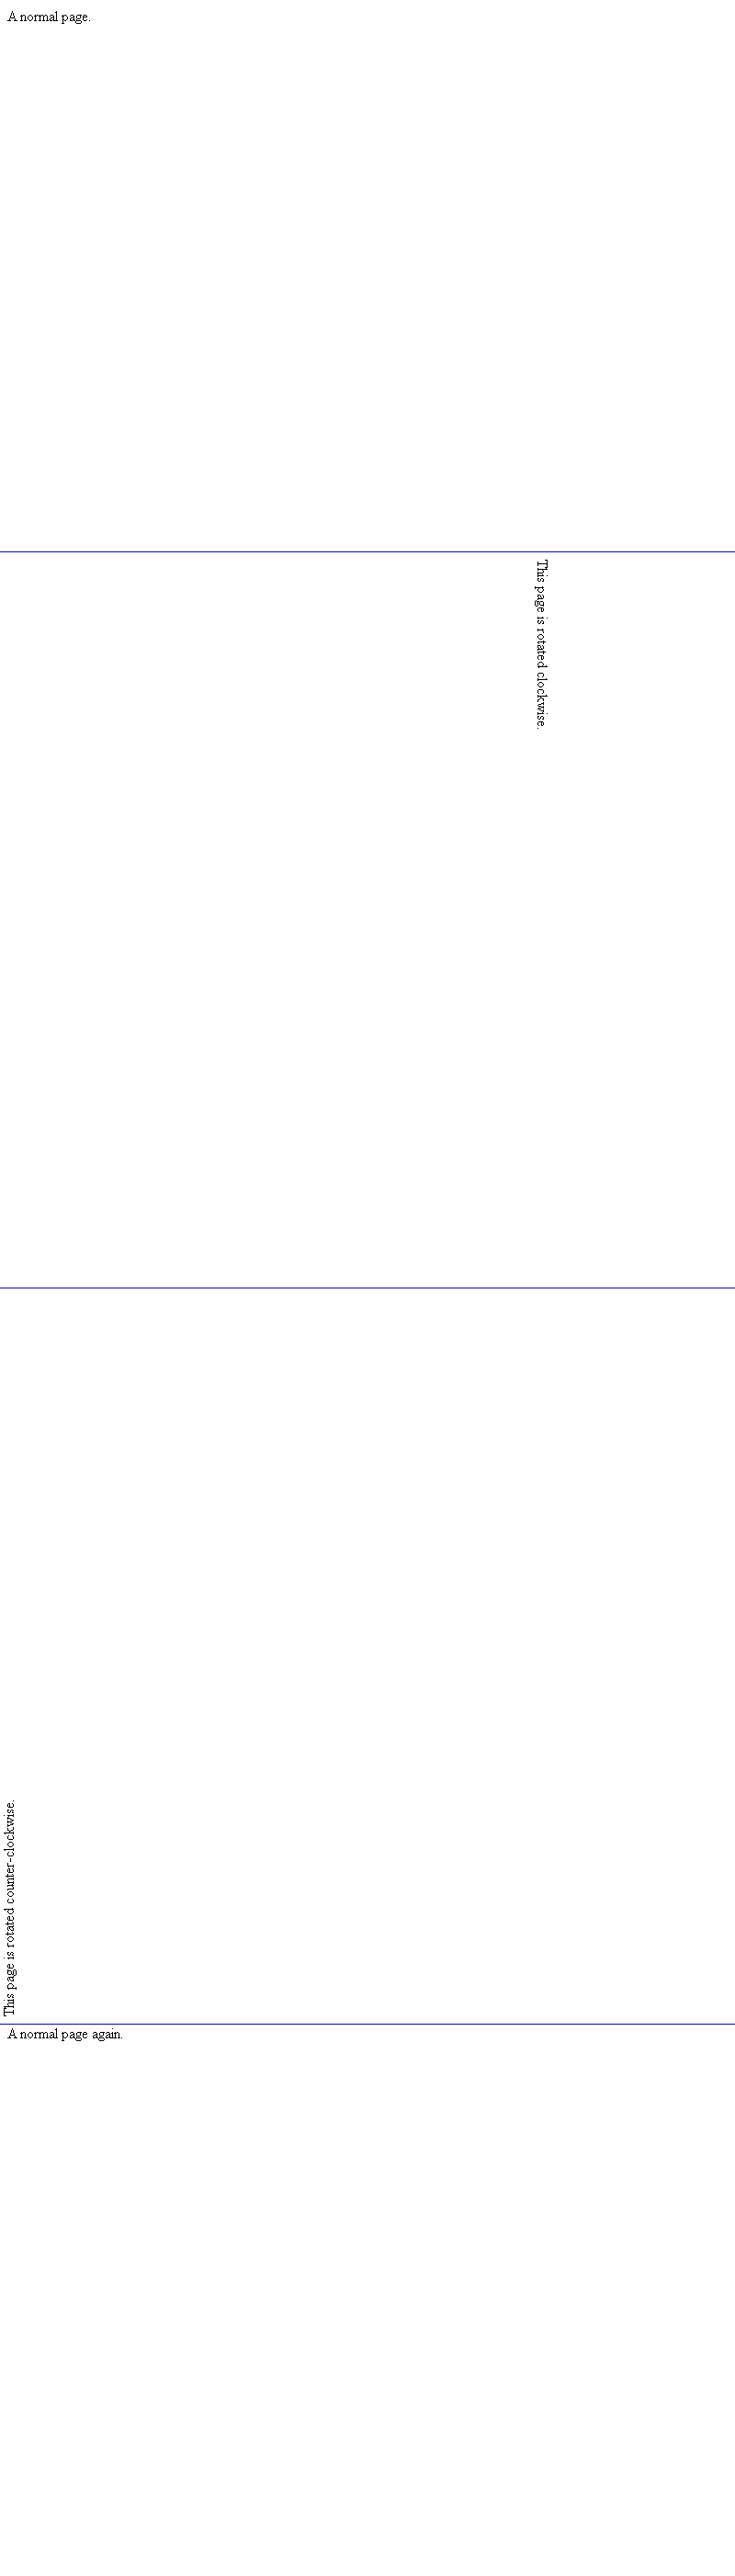 A normal page.
This page is rotated clockwise.
This page is rotated counter-clockwise.
A normal page again.